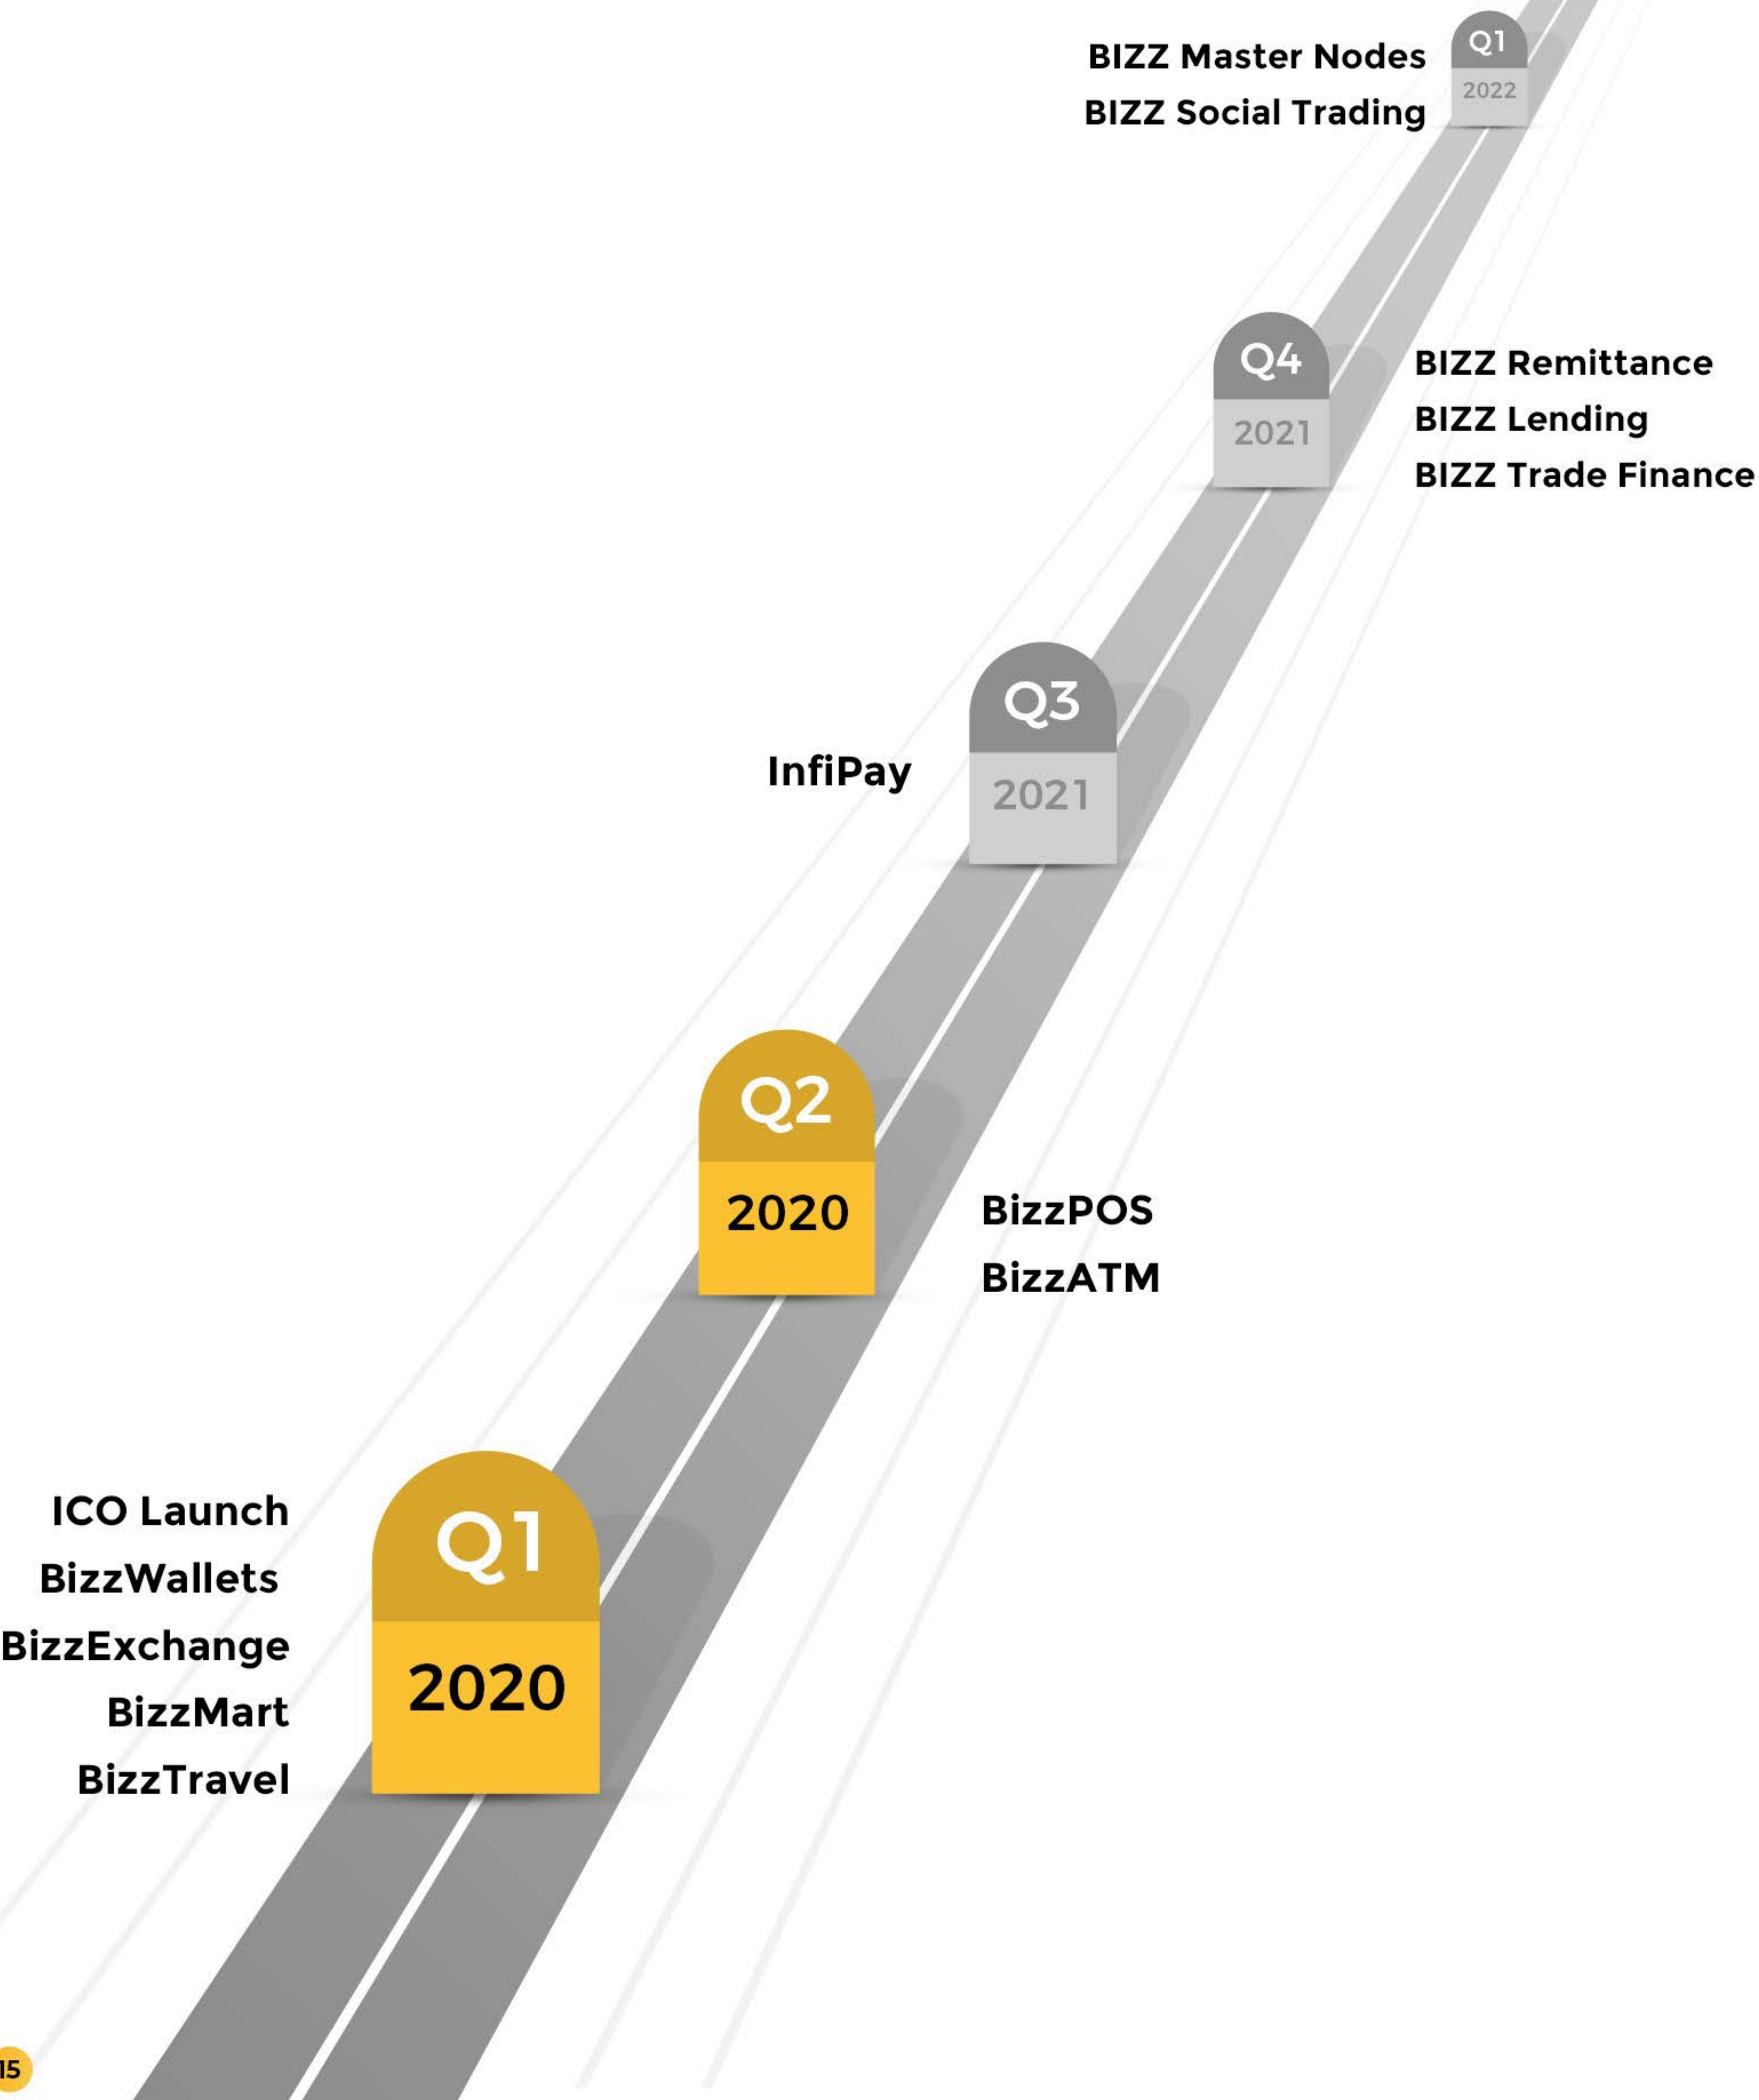 BIZZ Master Nodes
BIZZ Social Trading
Q1
2022
Q4
2021
BIZZ Remittance
BIZZ Lending
BIZZ Trade Finance
Q3
2021
InfiPay
Q2
2020
BizzPOS
BizzATM
ICO Launch
BizzWallets
BizzExchange
BizzMart
BizzTravel
Q1
2020
15